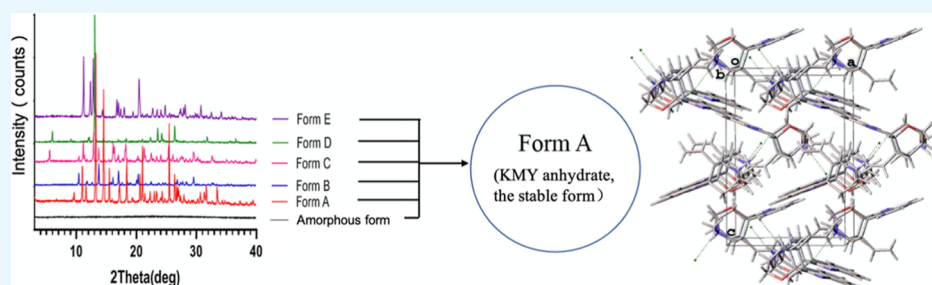 Intensity (counts)
10
20
30
40
2Theta(deg)
Form E
Form D
Form C
Form B
Form A
Amorphous form
Form A
(KMY anhydrate,
the stable form)
o
b
a
c